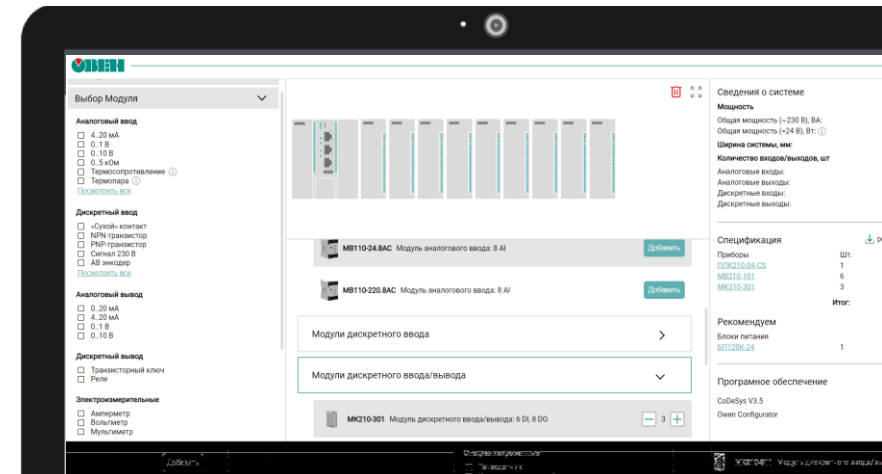 ОВЕН
Выбор Модуля
Аналоговый ввод
4..20 мА
0..1 В
0..10 В
0..5 кОм
Термосопротивление
Термопара
Посмотреть все
Дискретный ввод
«Сухой» контакт
NPN-транзистор
PNP-транзистор
Сигнал 230 В
АВ энкодер
Посмотреть все
Аналоговый вывод
0..20 мА
4..20 мА
0..1 В
0..10 В
Дискретный вывод
Транзисторный ключ
Реле
Электроизмерительные
Амперметр
Вольтметр
Мультиметр
МВ110-24.8АС Модуль аналогового ввода: 8 AI
Добавить
МВ110-220.8АС Модуль аналогового ввода: 8 AI
Добавить
Модули дискретного ввода
Модули дискретного ввода/вывода
МК210-301 Модуль дискретного ввода/вывода: 6 DI, 8 DO
− 3 +
Сведения о системе
Мощность
Общая мощность (~230 В), ВА:
Общая мощность (=24 В), Вт:
Ширина системы, мм:
Количество входов/выходов, шт
Аналоговые входы:
Аналоговые выходы:
Дискретные входы:
Дискретные выходы:
Спецификация
Приборы Шт.
ПЛК210-04-CS 1
МВ210-101 6
МК210-301 3
Итог:
Рекомендуем
Блоки питания
БП120К-24 1
Програмное обеспечение
CoDeSys V3.5
Owen Configurator